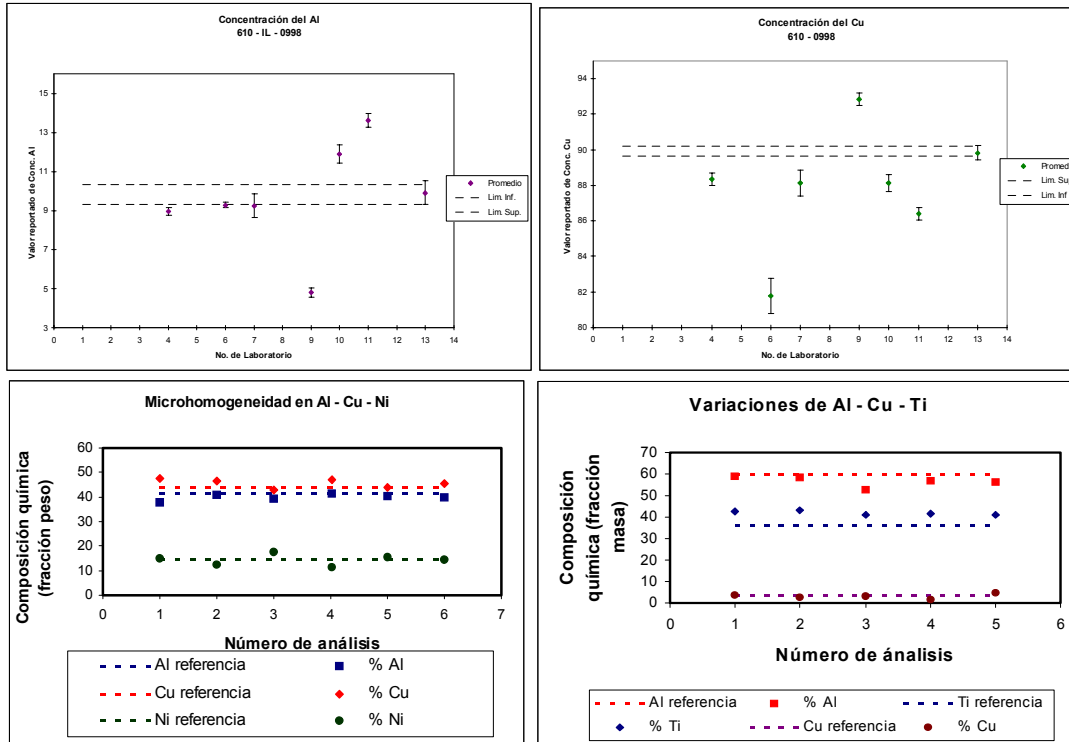 Concentración del Al
610 - IL - 0998
Valor reportado de Conc. Al
15
13
11
9
7
5
3
0 1 2 3 4 5 6 7 8 9 10 11 12 13 14
No. de Laboratorio
Promedio
Lim. Inf.
Lim. Sup.
Concentración del Cu
610 - 0998
Valor reportado de Conc. Cu
94
92
90
88
86
84
82
80
0 1 2 3 4 5 6 7 8 9 10 11 12 13 14
No. de Laboratorio
Promed
Lim. Su
Lim. Inf
Microhomogeneidad en Al - Cu - Ni
Composición química
(fracción peso)
60
50
40
30
20
10
0
0 1 2 3 4 5 6 7
Número de análisis
Al referencia % Al
Cu referencia % Cu
Ni referencia % Ni
Variaciones de Al - Cu - Ti
Composición
química (fracción
masa)
70
60
50
40
30
20
10
0
0 1 2 3 4 5 6
Número de ánalisis
Al referencia % Al Ti referencia
% Ti Cu referencia % Cu